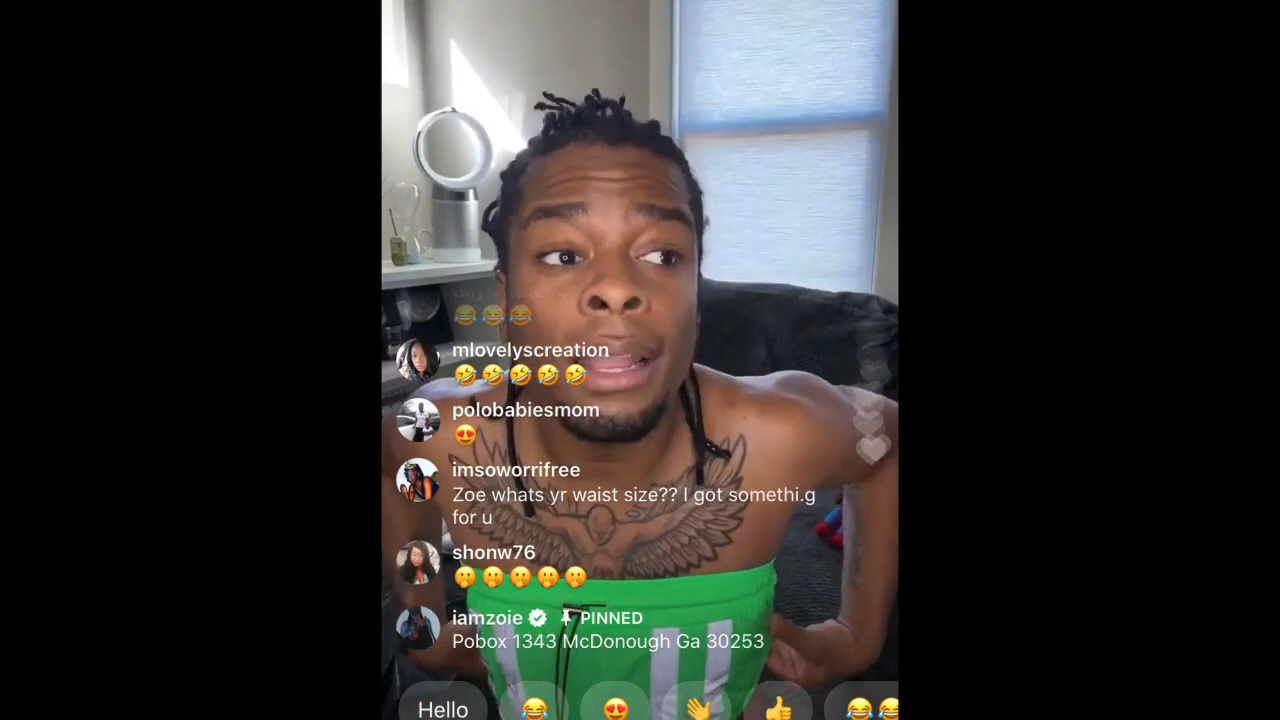 😂😂😂
mlovelyscreation
🤣🤣🤣🤣🤣
polobabiesmom
😍
imsoworrifree
Zoe whats yr waist size?? I got somethi.g
for u
shonw76
🤭🤭🤭🤭🤭
iamzoie PINNED
Pobox 1343 McDonough Ga 30253
Hello 😂 😍 👋 👍 😂😂